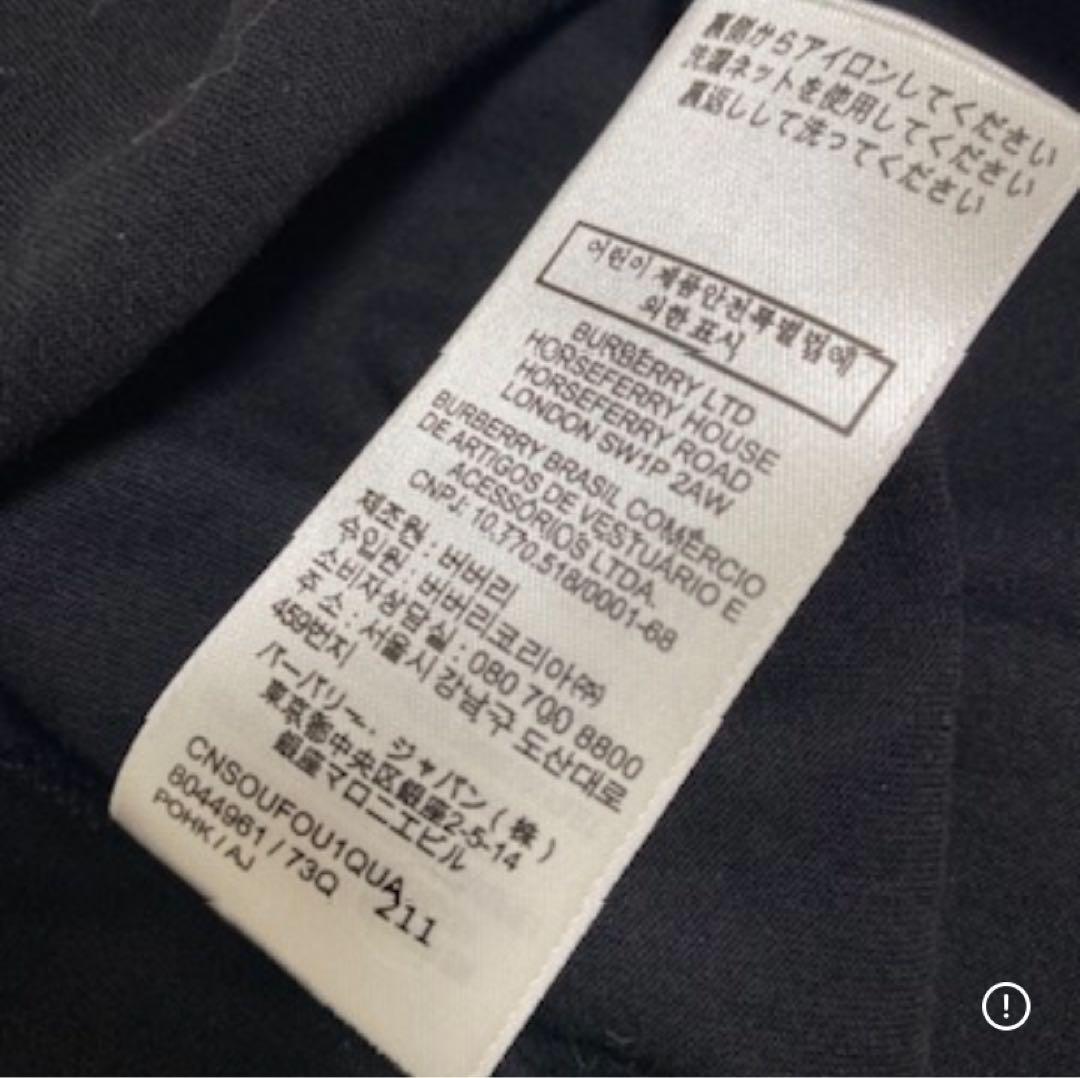 裏側からアイロンしてください
洗濯ネットを使用してください
裏返しして洗ってください
어린이 제품안전특별법에
의한 표시
BURBERRY LTD
HORSEFERRY HOUSE
HORSEFERRY ROAD
LONDON SW1P 2AW
BURBERRY BRASIL COMÉRCIO
DE ARTIGOS DE VESTUÁRIO E
ACESSÓRIOS LTDA.
CNPJ: 10.770.518/0001-68
제조원 : 버버리
수입원 : 버버리코리아㈜
소비자상담실 : 080 700 8800
주 소 : 서울시 강남구 도산대로
459번지
バーバリー、ジャパン ( 株 )
東京都中央区銀座2-5-14
銀座マロニエビル
CNSOUFOU1QUA
8044961 / 73Q 211
POHK / AJ